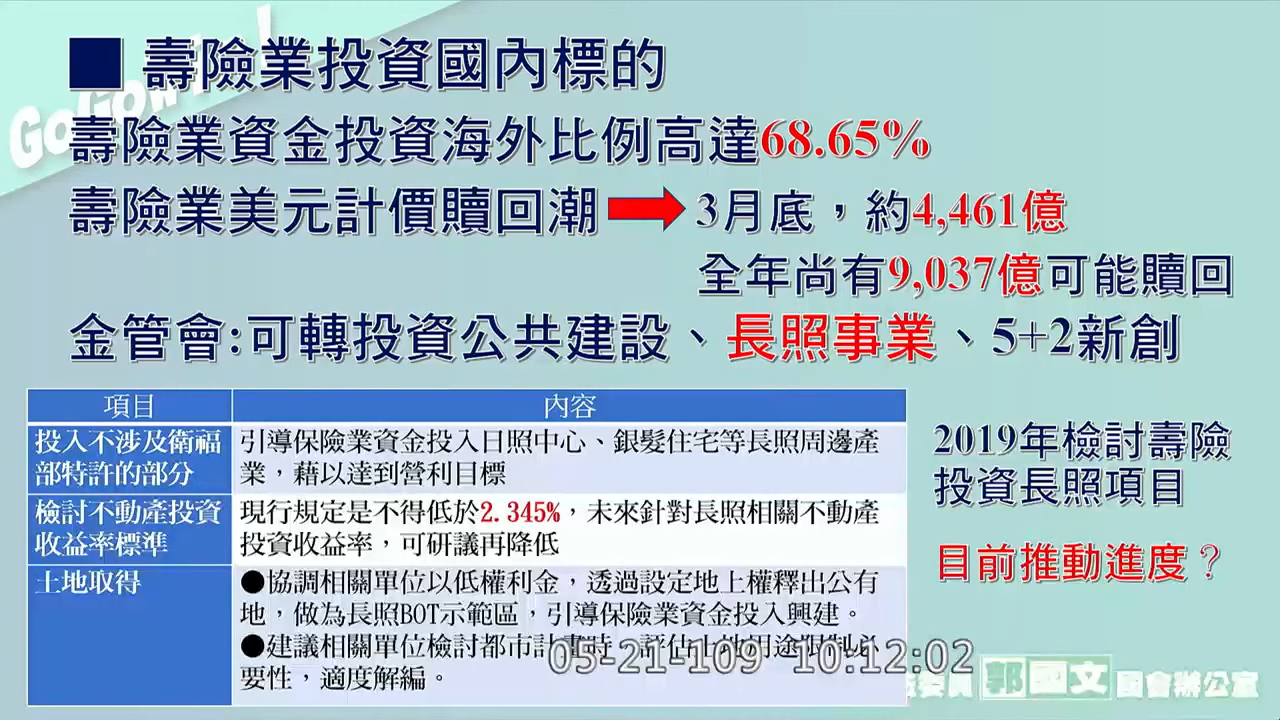 ■ 壽險業投資國內標的
壽險業資金投資海外比例高達68.65%
壽險業美元計價贖回潮
3月底，約4,461億
全年尚有9,037億可能贖回
金管會:可轉投資公共建設、長照事業、5+2新創
項目
內容
投入不涉及衛福
部特許的部分
引導保險業資金投入日照中心、銀髮住宅等長照周邊產
業，藉以達到營利目標
檢討不動產投資
收益率標準
現行規定是不得低於2.345%，未來針對長照相關不動產
投資收益率，可研議再降低
土地取得
●協調相關單位以低權利金，透過設定地上權釋出公有
地，做為長照BOT示範區，引導保險業資金投入興建。
●建議相關單位檢討都市計畫時，評估土地用途限制必
要性，適度解編。
2019年檢討壽險
投資長照項目
目前推動進度？
05-21-109 10:12:02
委員 郭國文 國會辦公室